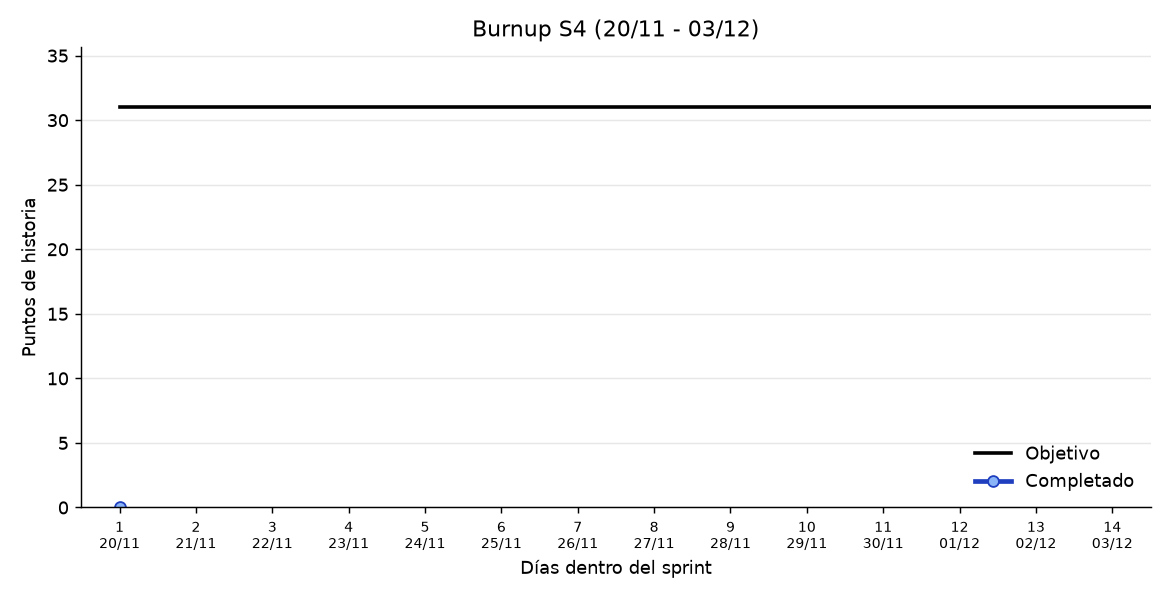 Burnup S4 (20/11 - 03/12)
Puntos de historia
35
30
25
20
15
10
5
0
Objetivo
Completado
1 2 3 4 5 6 7 8 9 10 11 12 13 14
20/11 21/11 22/11 23/11 24/11 25/11 26/11 27/11 28/11 29/11 30/11 01/12 02/12 03/12
Días dentro del sprint